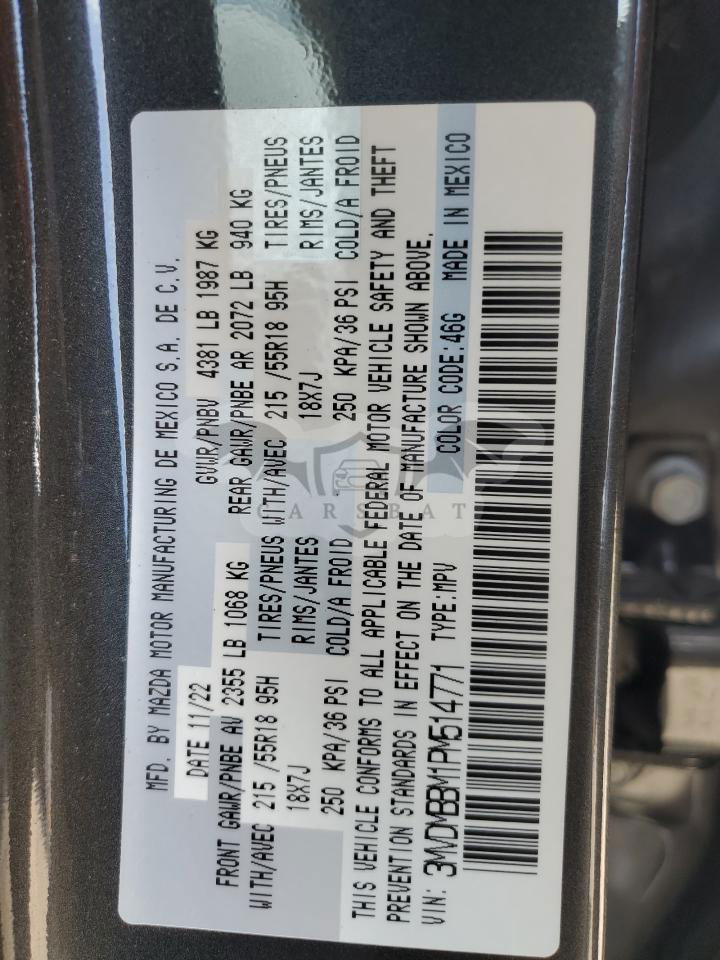 MFD. BY MAZDA MOTOR MANUFACTURING DE MEXICO S.A. DE C.V.
DATE 11/22 GVWR/PNBV 4381 LB 1987 KG
FRONT GAWR/PNBE AV 2355 LB 1068 KG REAR GAWR/PNBE AR 2072 LB 940 KG
WITH/AVEC 215 /55R18 95H TIRES/PNEUS WITH/AVEC 215 /55R18 95H TIRES/PNEUS
18X7J RIMS/JANTES 18X7J RIMS/JANTES
250 KPA/36 PSI COLD/A FROID 250 KPA/36 PSI COLD/A FROID
THIS VEHICLE CONFORMS TO ALL APPLICABLE FEDERAL MOTOR VEHICLE SAFETY AND THEFT
PREVENTION STANDARDS IN EFFECT ON THE DATE OF MANUFACTURE SHOWN ABOVE.
VIN: 3MVDMBBM1PM514771 TYPE:MPV COLOR CODE:46G MADE IN MEXICO
CARSBAT